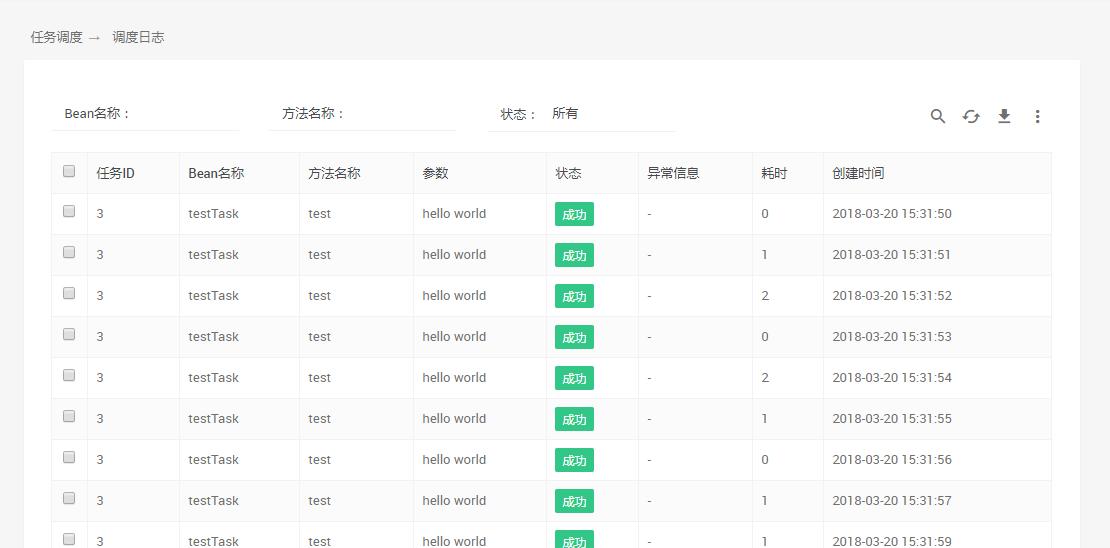 任务调度 → 调度日志
Bean名称： 方法名称： 状态： 所有
任务ID Bean名称 方法名称 参数 状态 异常信息 耗时 创建时间
3 testTask test hello world 成功 - 0 2018-03-20 15:31:50
3 testTask test hello world 成功 - 1 2018-03-20 15:31:51
3 testTask test hello world 成功 - 2 2018-03-20 15:31:52
3 testTask test hello world 成功 - 0 2018-03-20 15:31:53
3 testTask test hello world 成功 - 2 2018-03-20 15:31:54
3 testTask test hello world 成功 - 1 2018-03-20 15:31:55
3 testTask test hello world 成功 - 0 2018-03-20 15:31:56
3 testTask test hello world 成功 - 1 2018-03-20 15:31:57
3 testTask test hello world 成功 - 1 2018-03-20 15:31:59